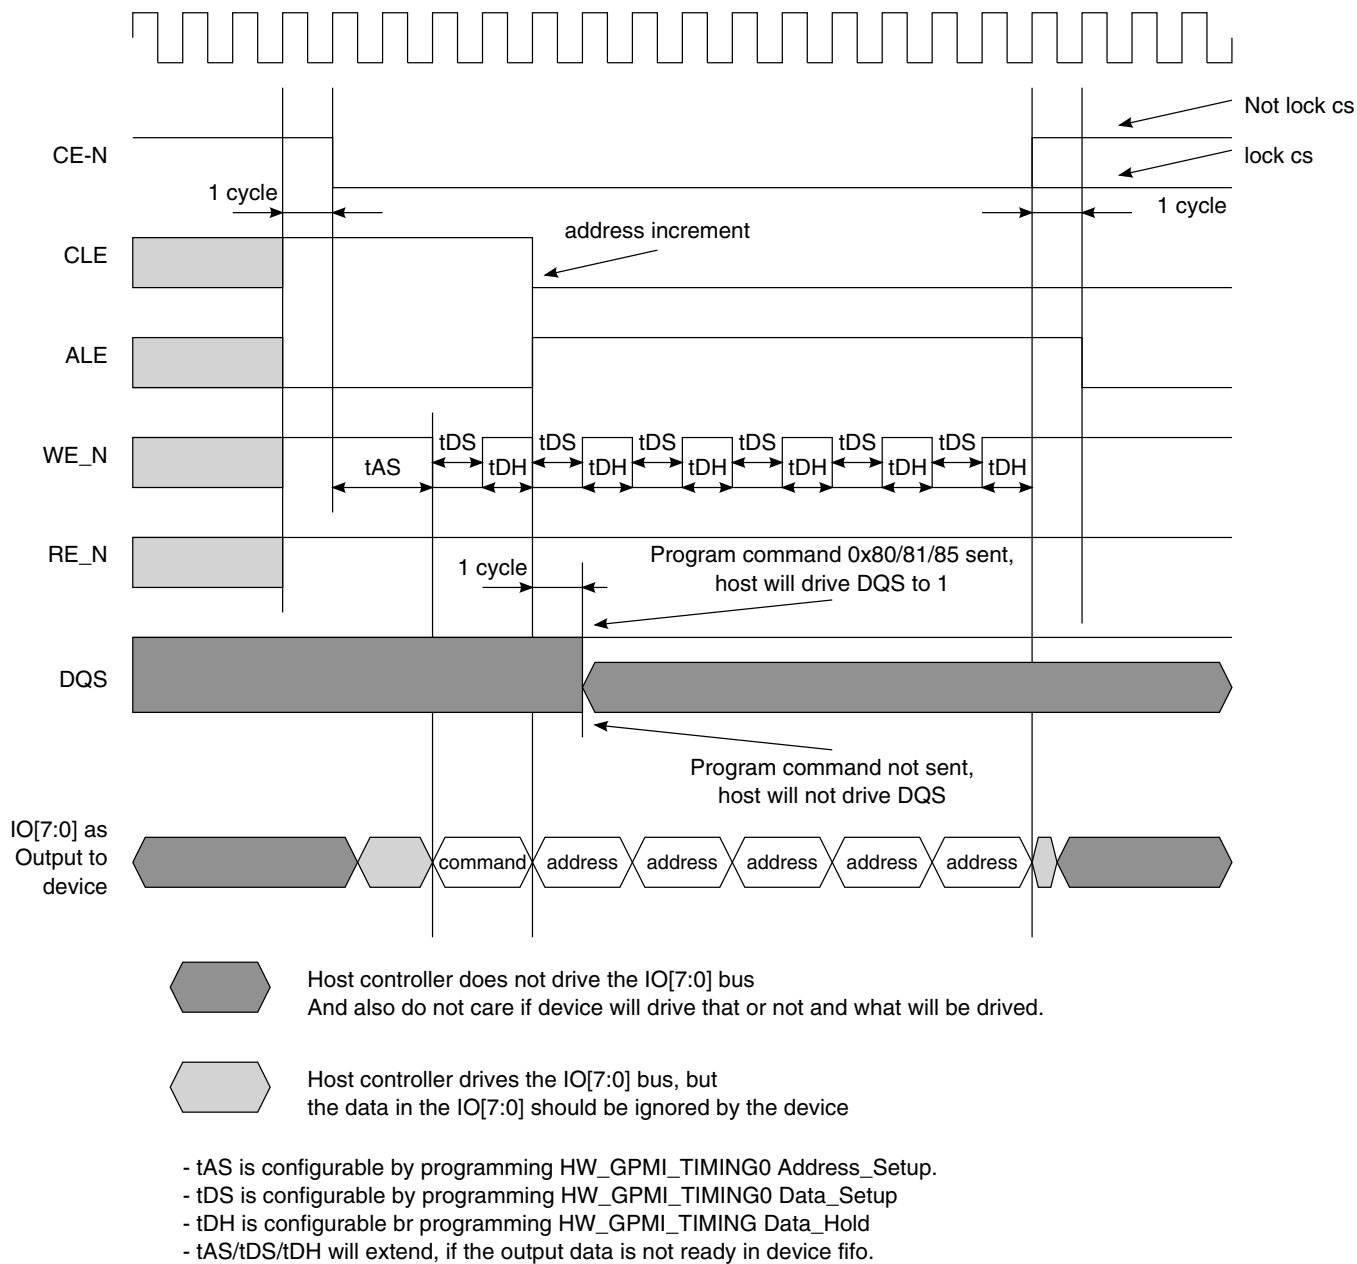 Not lock cs
CE-N
lock cs
1 cycle
1 cycle
address increment
CLE
ALE
tDS tDS tDS tDS tDS tDS
WE_N
tAS tDH tDH tDH tDH tDH tDH
RE_N
1 cycle
Program command 0x80/81/85 sent,
host will drive DQS to 1
DQS
Program command not sent,
host will not drive DQS
IO[7:0] as
Output to
device
command address address address address address
Host controller does not drive the IO[7:0] bus
And also do not care if device will drive that or not and what will be drived.
Host controller drives the IO[7:0] bus, but
the data in the IO[7:0] should be ignored by the device
- tAS is configurable by programming HW_GPMI_TIMING0 Address_Setup.
- tDS is configurable by programming HW_GPMI_TIMING0 Data_Setup
- tDH is configurable br programming HW_GPMI_TIMING Data_Hold
- tAS/tDS/tDH will extend, if the output data is not ready in device fifo.